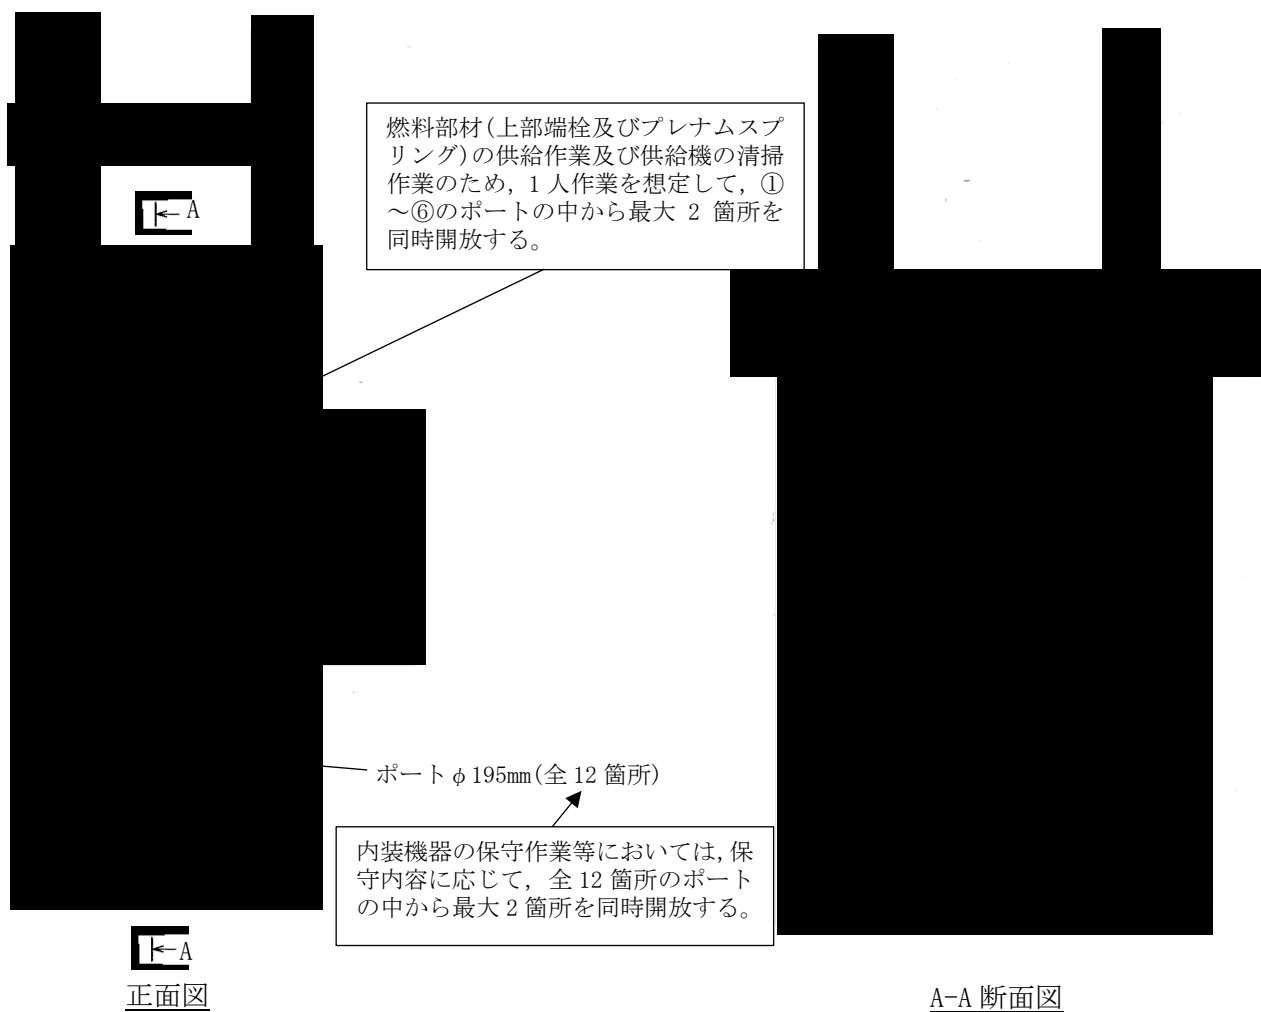 燃料部材(上部端栓及びプレナムスプ
リング)の供給作業及び供給機の清掃
作業のため, 1人作業を想定して, ①
～⑥のポートの中から最大 2 箇所を
同時開放する。
A
ポートφ195mm(全12箇所)
内装機器の保守作業等においては, 保
守内容に応じて, 全12箇所のポート
の中から最大2箇所を同時開放する。
A
正面図
A-A 断面図